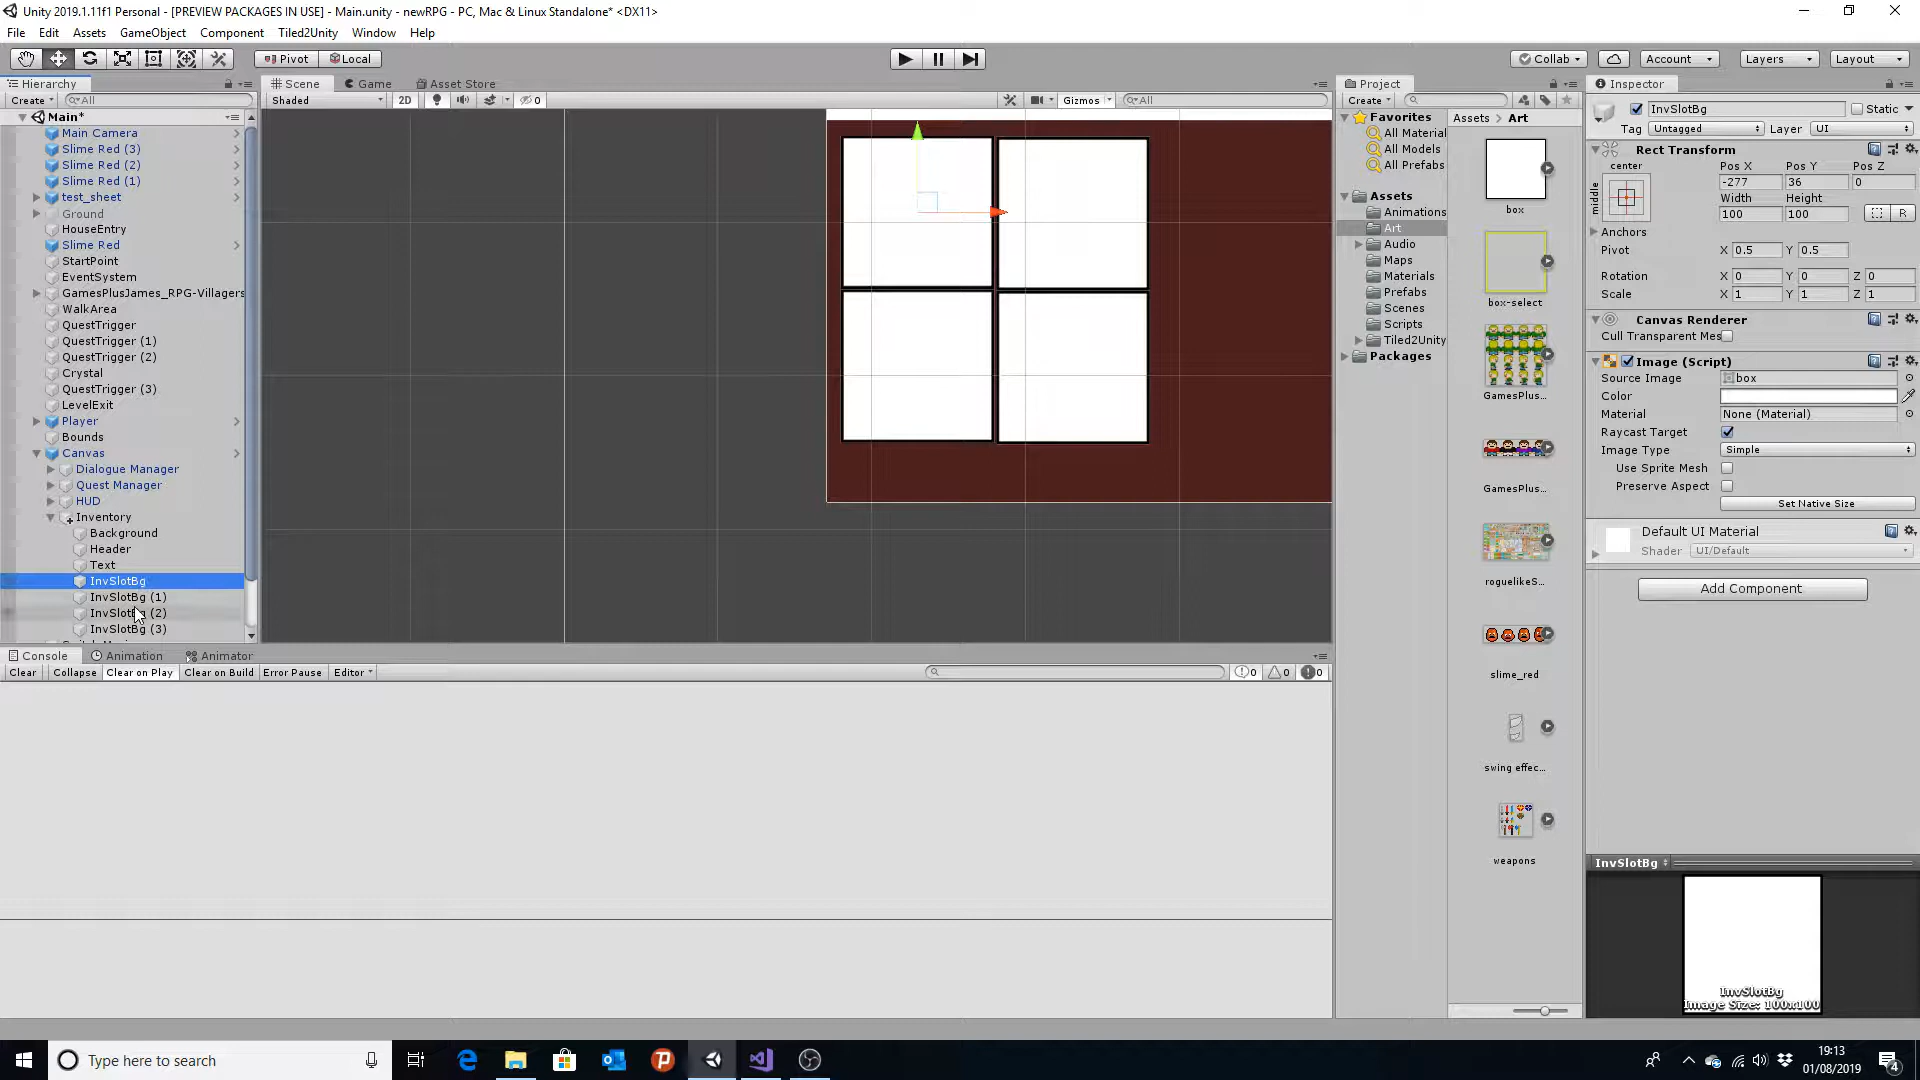 Unity 2019.1.11f1 Personal - [PREVIEW PACKAGES IN USE] - Main.unity - newRPG - PC, Mac & Linux Standalone* <DX11>
File Edit Assets GameObject Component Tiled2Unity Window Help
Pivot Local Collab Account Layers Layout
Hierarchy
Create All
Main*
Main Camera
Slime Red (3)
Slime Red (2)
Slime Red (1)
test_sheet
Ground
HouseEntry
Slime Red
StartPoint
EventSystem
GamesPlusJames_RPG-Villagers
WalkArea
QuestTrigger
QuestTrigger (1)
QuestTrigger (2)
Crystal
QuestTrigger (3)
LevelExit
Player
Bounds
Canvas
Dialogue Manager
Quest Manager
HUD
Inventory
Background
Header
Text
InvSlotBg
InvSlotBg (1)
InvSlotBg (2)
InvSlotBg (3)
Scene Game Asset Store
Shaded 2D 0 Gizmos All
Project
Create
Favorites
All Material
All Models
All Prefabs
Assets
Animations
Art
Audio
Maps
Materials
Prefabs
Scenes
Scripts
Tiled2Unity
Packages
Assets Art
box
box-select
GamesPlus...
GamesPlus...
roguelikeS...
slime_red
swing effec...
weapons
Inspector
InvSlotBg Static
Tag Untagged Layer UI
Rect Transform
center
middle
Pos X Pos Y Pos Z
-277 36 0
Width Height
100 100 R
Anchors
Pivot X 0.5 Y 0.5
Rotation X 0 Y 0 Z 0
Scale X 1 Y 1 Z 1
Canvas Renderer
Cull Transparent Mes
Image (Script)
Source Image box
Color
Material None (Material)
Raycast Target
Image Type Simple
Use Sprite Mesh
Preserve Aspect
Set Native Size
Default UI Material
Shader UI/Default
Add Component
InvSlotBg
InvSlotBg
Image Size: 100x100
Console Animation Animator
Clear Collapse Clear on Play Clear on Build Error Pause Editor 0 0 0
Type here to search
19:13
01/08/2019
4